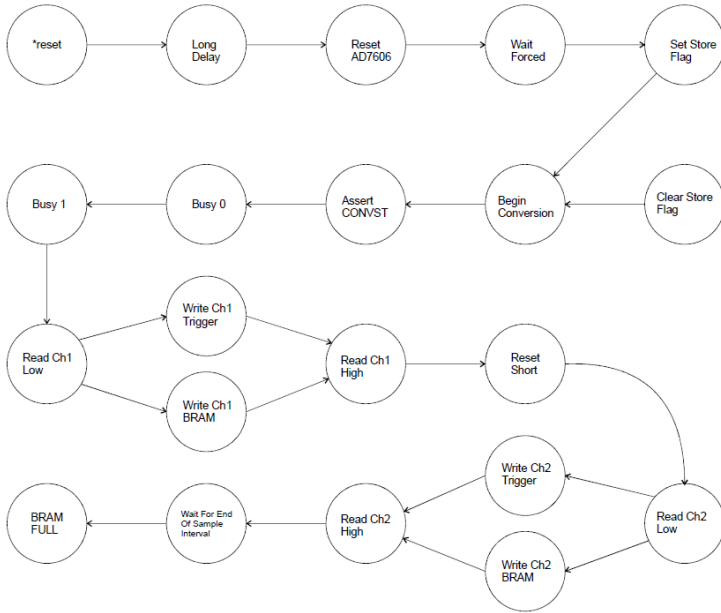 *reset
Long
Delay
Reset
AD7606
Wait
Forced
Set Store
Flag
Busy 1
Busy 0
Assert
CONVST
Begin
Conversion
Clear Store
Flag
Read Ch1
Low
Write Ch1
Trigger
Write Ch1
BRAM
Read Ch1
High
Reset
Short
BRAM
FULL
Wait For End
Of Sample
Interval
Read Ch2
High
Write Ch2
Trigger
Write Ch2
BRAM
Read Ch2
Low